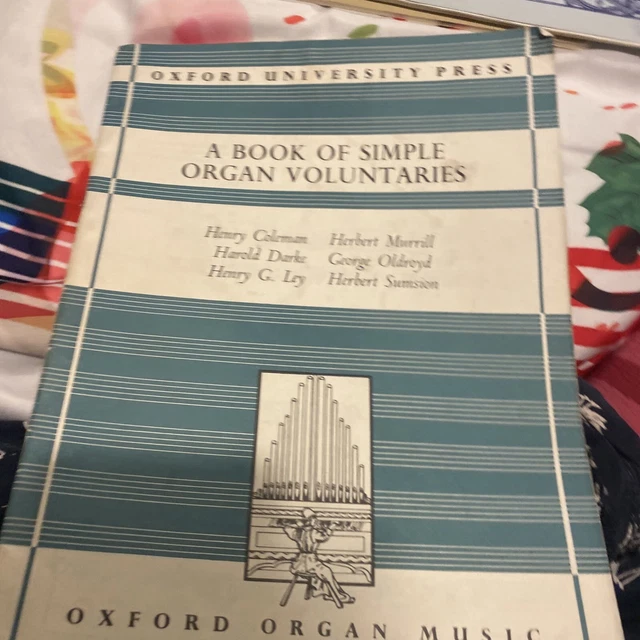 OXFORD UNIVERSITY PRESS
A BOOK OF SIMPLE
ORGAN VOLUNTARIES
Henry Coleman Herbert Murrill
Harold Darke George Oldroyd
Henry G. Ley Herbert Sumsion
OXFORD ORGAN MUSIC